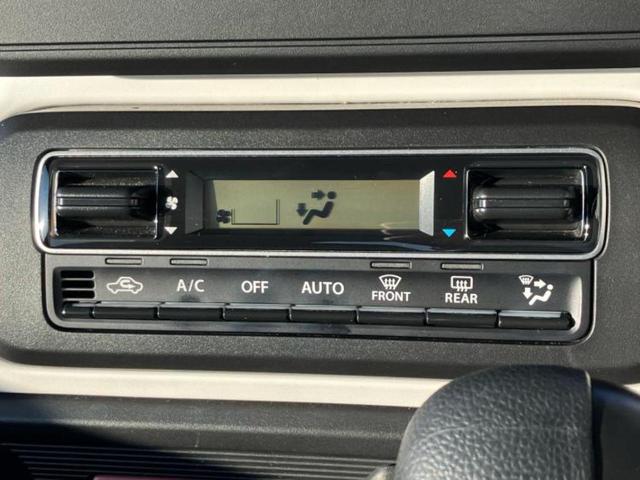 A/C OFF AUTO FRONT REAR